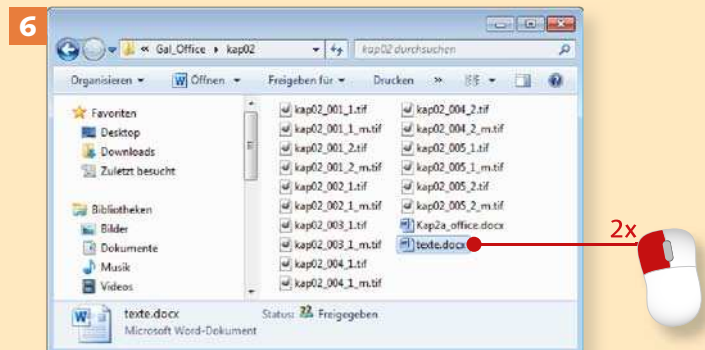 6
Gal_Office ▸ kap02
kap02 durchsuchen
Organisieren
Öffnen
Freigeben für
Drucken
»
Favoriten
Desktop
Downloads
Zuletzt besucht
Bibliotheken
Bilder
Dokumente
Musik
Videos
kap02_001_1.tif
kap02_001_1_m.tif
kap02_001_2.tif
kap02_001_2_m.tif
kap02_002_1.tif
kap02_002_1_m.tif
kap02_003_1.tif
kap02_003_1_m.tif
kap02_004_1.tif
kap02_004_1_m.tif
kap02_004_2.tif
kap02_004_2_m.tif
kap02_005_1.tif
kap02_005_1_m.tif
kap02_005_2.tif
kap02_005_2_m.tif
Kap2a_office.docx
texte.docx
2x
texte.docx
Status: Freigegeben
Microsoft Word-Dokument